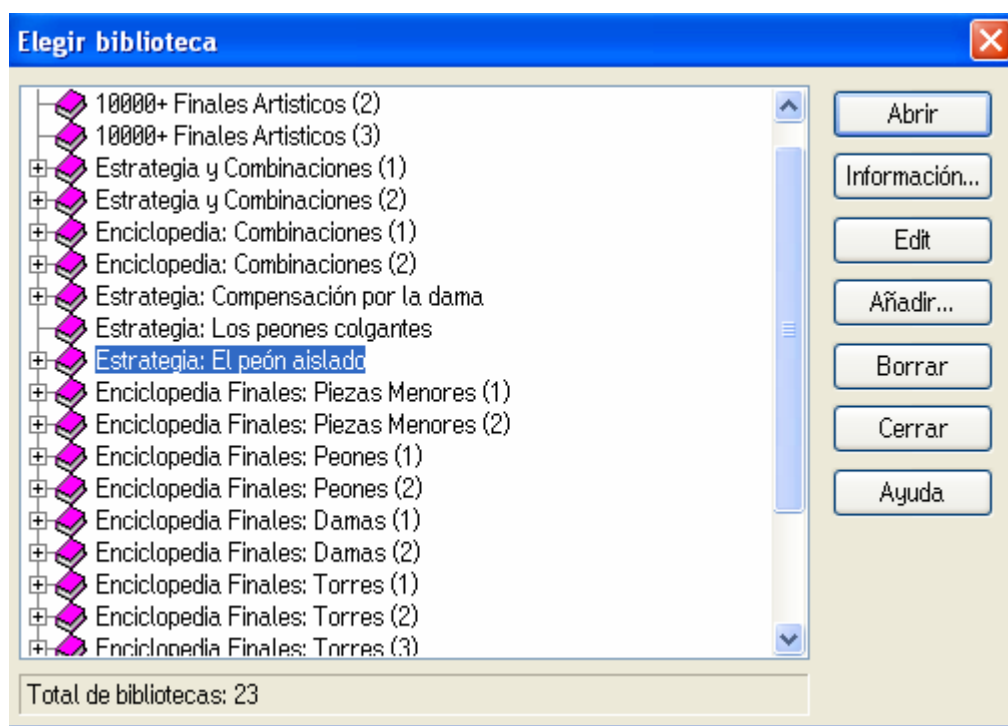 Elegir biblioteca
10000+ Finales Artisticos (2)
10000+ Finales Artisticos (3)
Estrategia y Combinaciones (1)
Estrategia y Combinaciones (2)
Enciclopedia: Combinaciones (1)
Enciclopedia: Combinaciones (2)
Estrategia: Compensación por la dama
Estrategia: Los peones colgantes
Estrategia: El peón aislado
Enciclopedia Finales: Piezas Menores (1)
Enciclopedia Finales: Piezas Menores (2)
Enciclopedia Finales: Peones (1)
Enciclopedia Finales: Peones (2)
Enciclopedia Finales: Damas (1)
Enciclopedia Finales: Damas (2)
Enciclopedia Finales: Torres (1)
Enciclopedia Finales: Torres (2)
Enciclopedia Finales: Torres (3)
Total de bibliotecas: 23
Abrir
Información...
Edit
Añadir...
Borrar
Cerrar
Ayuda